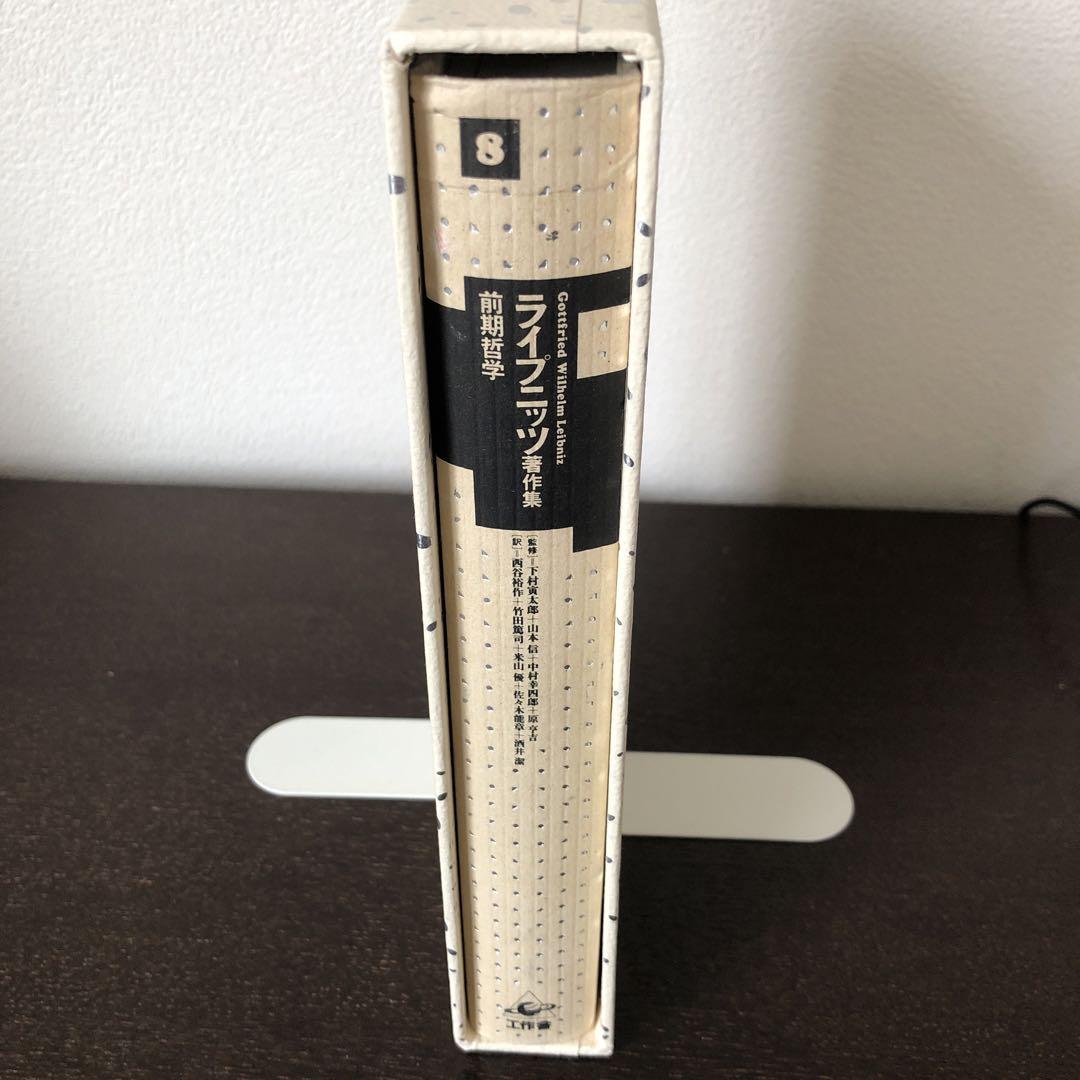 8
Gottfried Wilhelm Leibniz
ライプニッツ著作集
前期哲学
[監修]=下村寅太郎+山本 信+中村幸四郎+原 亨吉
[訳]=西谷裕作+竹田篤司+米山 優+佐々木能章+酒井 潔
工作舎